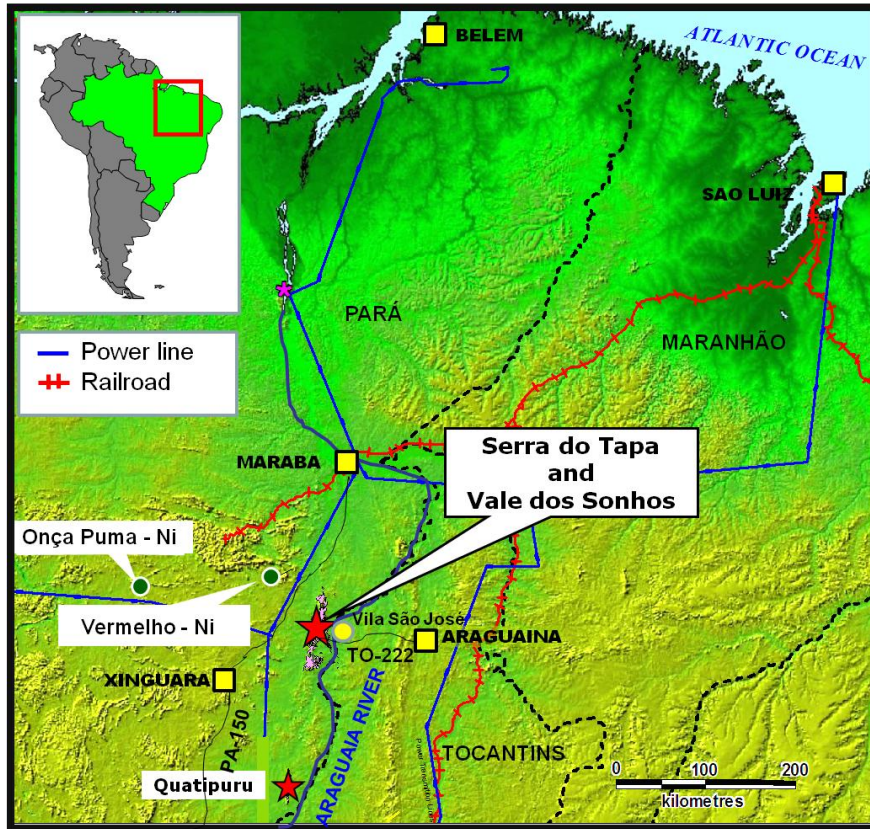 ATLANTIC OCEAN
BELEM
SAO LUIZ
PARÁ
MARANHÃO
Power line
Railroad
MARABA
Serra do Tapa
and
Vale dos Sonhos
Onça Puma - Ni
Vermelho - Ni
Vila São José
ARAGUAINA
TO-222
XINGUARA
PA-150
ARAGUAIA RIVER
TOCANTINS
Quatipuru
0 50 100 200
kilometres